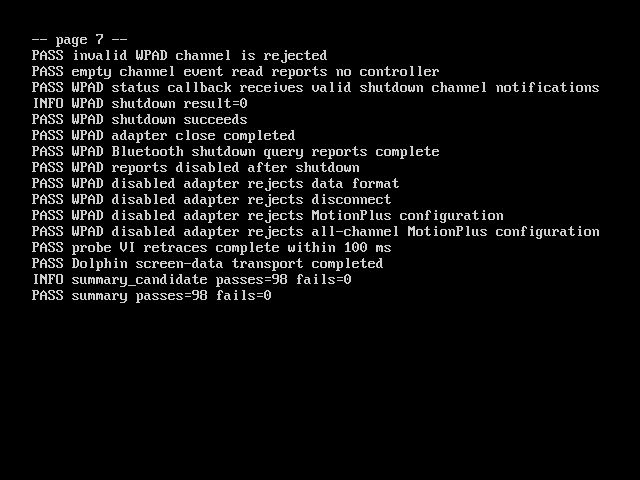 -- page 7 --
PASS invalid WPAD channel is rejected
PASS empty channel event read reports no controller
PASS WPAD status callback receives valid shutdown channel notifications
INFO WPAD shutdown result=0
PASS WPAD shutdown succeeds
PASS WPAD adapter close completed
PASS WPAD Bluetooth shutdown query reports complete
PASS WPAD reports disabled after shutdown
PASS WPAD disabled adapter rejects data format
PASS WPAD disabled adapter rejects disconnect
PASS WPAD disabled adapter rejects MotionPlus configuration
PASS WPAD disabled adapter rejects all-channel MotionPlus configuration
PASS probe VI retraces complete within 100 ms
PASS Dolphin screen-data transport completed
INFO summary_candidate passes=98 fails=0
PASS summary passes=98 fails=0